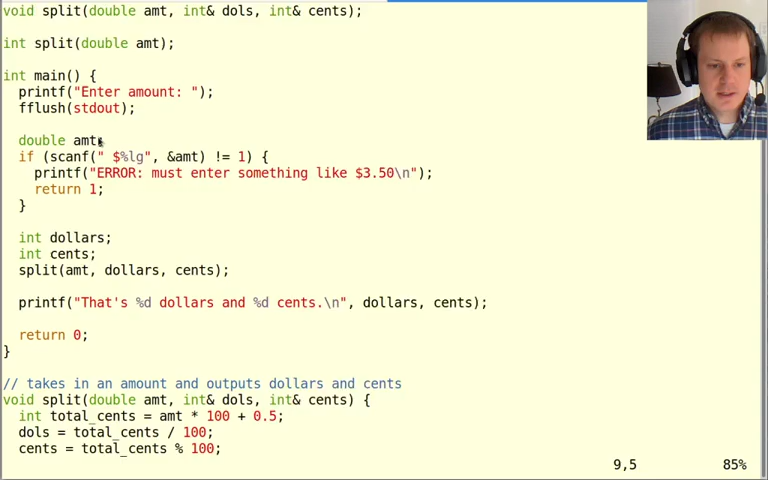 void split(double amt, int& dols, int& cents);
int split(double amt);
int main() {
printf("Enter amount: ");
fflush(stdout);
double amt;
if (scanf(" $%lg", &amt) != 1) {
printf("ERROR: must enter something like $3.50\n");
return 1;
}
int dollars;
int cents;
split(amt, dollars, cents);
printf("That's %d dollars and %d cents.\n", dollars, cents);
return 0;
}
// takes in an amount and outputs dollars and cents
void split(double amt, int& dols, int& cents) {
int total_cents = amt * 100 + 0.5;
dols = total_cents / 100;
cents = total_cents % 100;
9,5 85%